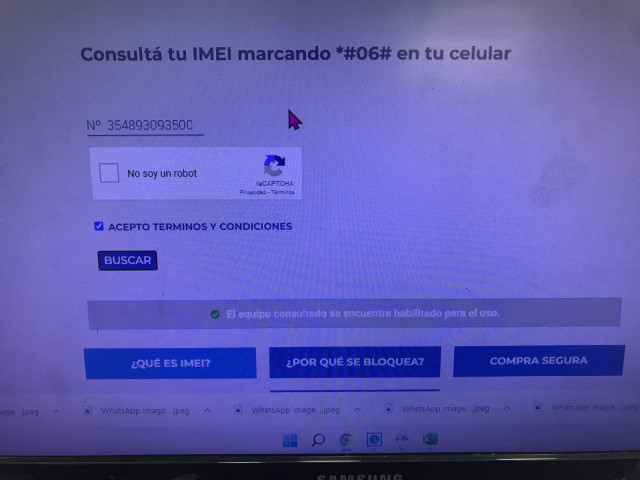 Consultá tu IMEI marcando *#06# en tu celular
Nº 35489309350C
No soy un robot
reCAPTCHA
Privacidad - Términos
ACEPTO TERMINOS Y CONDICIONES
BUSCAR
El equipo consultado se encuentra habilitado para el uso.
¿QUÉ ES IMEI?
¿POR QUÉ SE BLOQUEA?
COMPRA SEGURA
age...jpeg
WhatsApp Image...jpeg
WhatsApp Image...jpeg
WhatsApp Image...jpeg
WhatsApp Image...jpeg
SAMSUNG